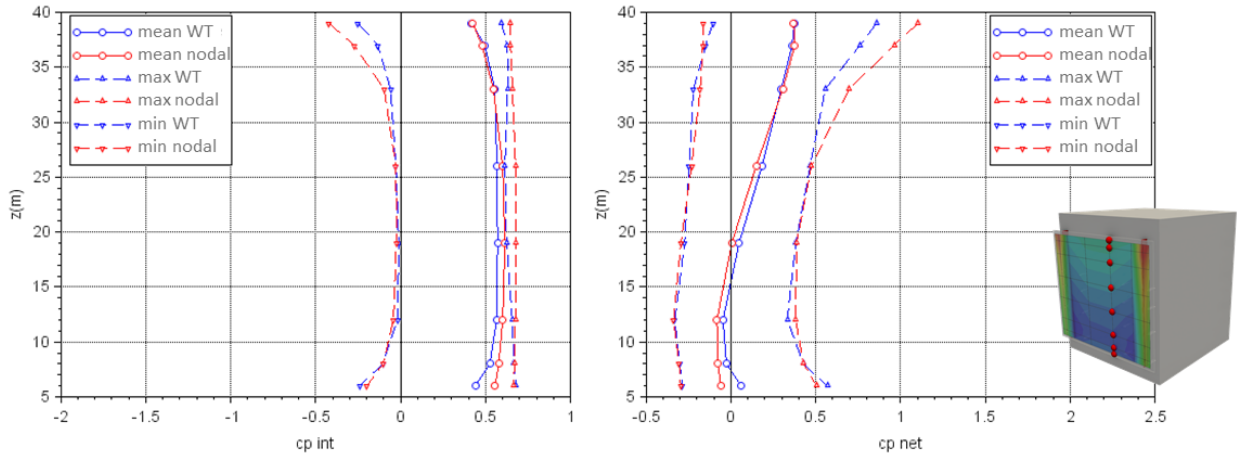 40
35
30
25
20
15
10
5
z(m)
-2
-1.5
-1
-0.5
0
0.5
1
cp int
mean WT
mean nodal
max WT
max nodal
min WT
min nodal
40
35
30
25
20
15
10
5
z(m)
-0.5
0
0.5
1
1.5
2
2.5
cp net
mean WT
mean nodal
max WT
max nodal
min WT
min nodal